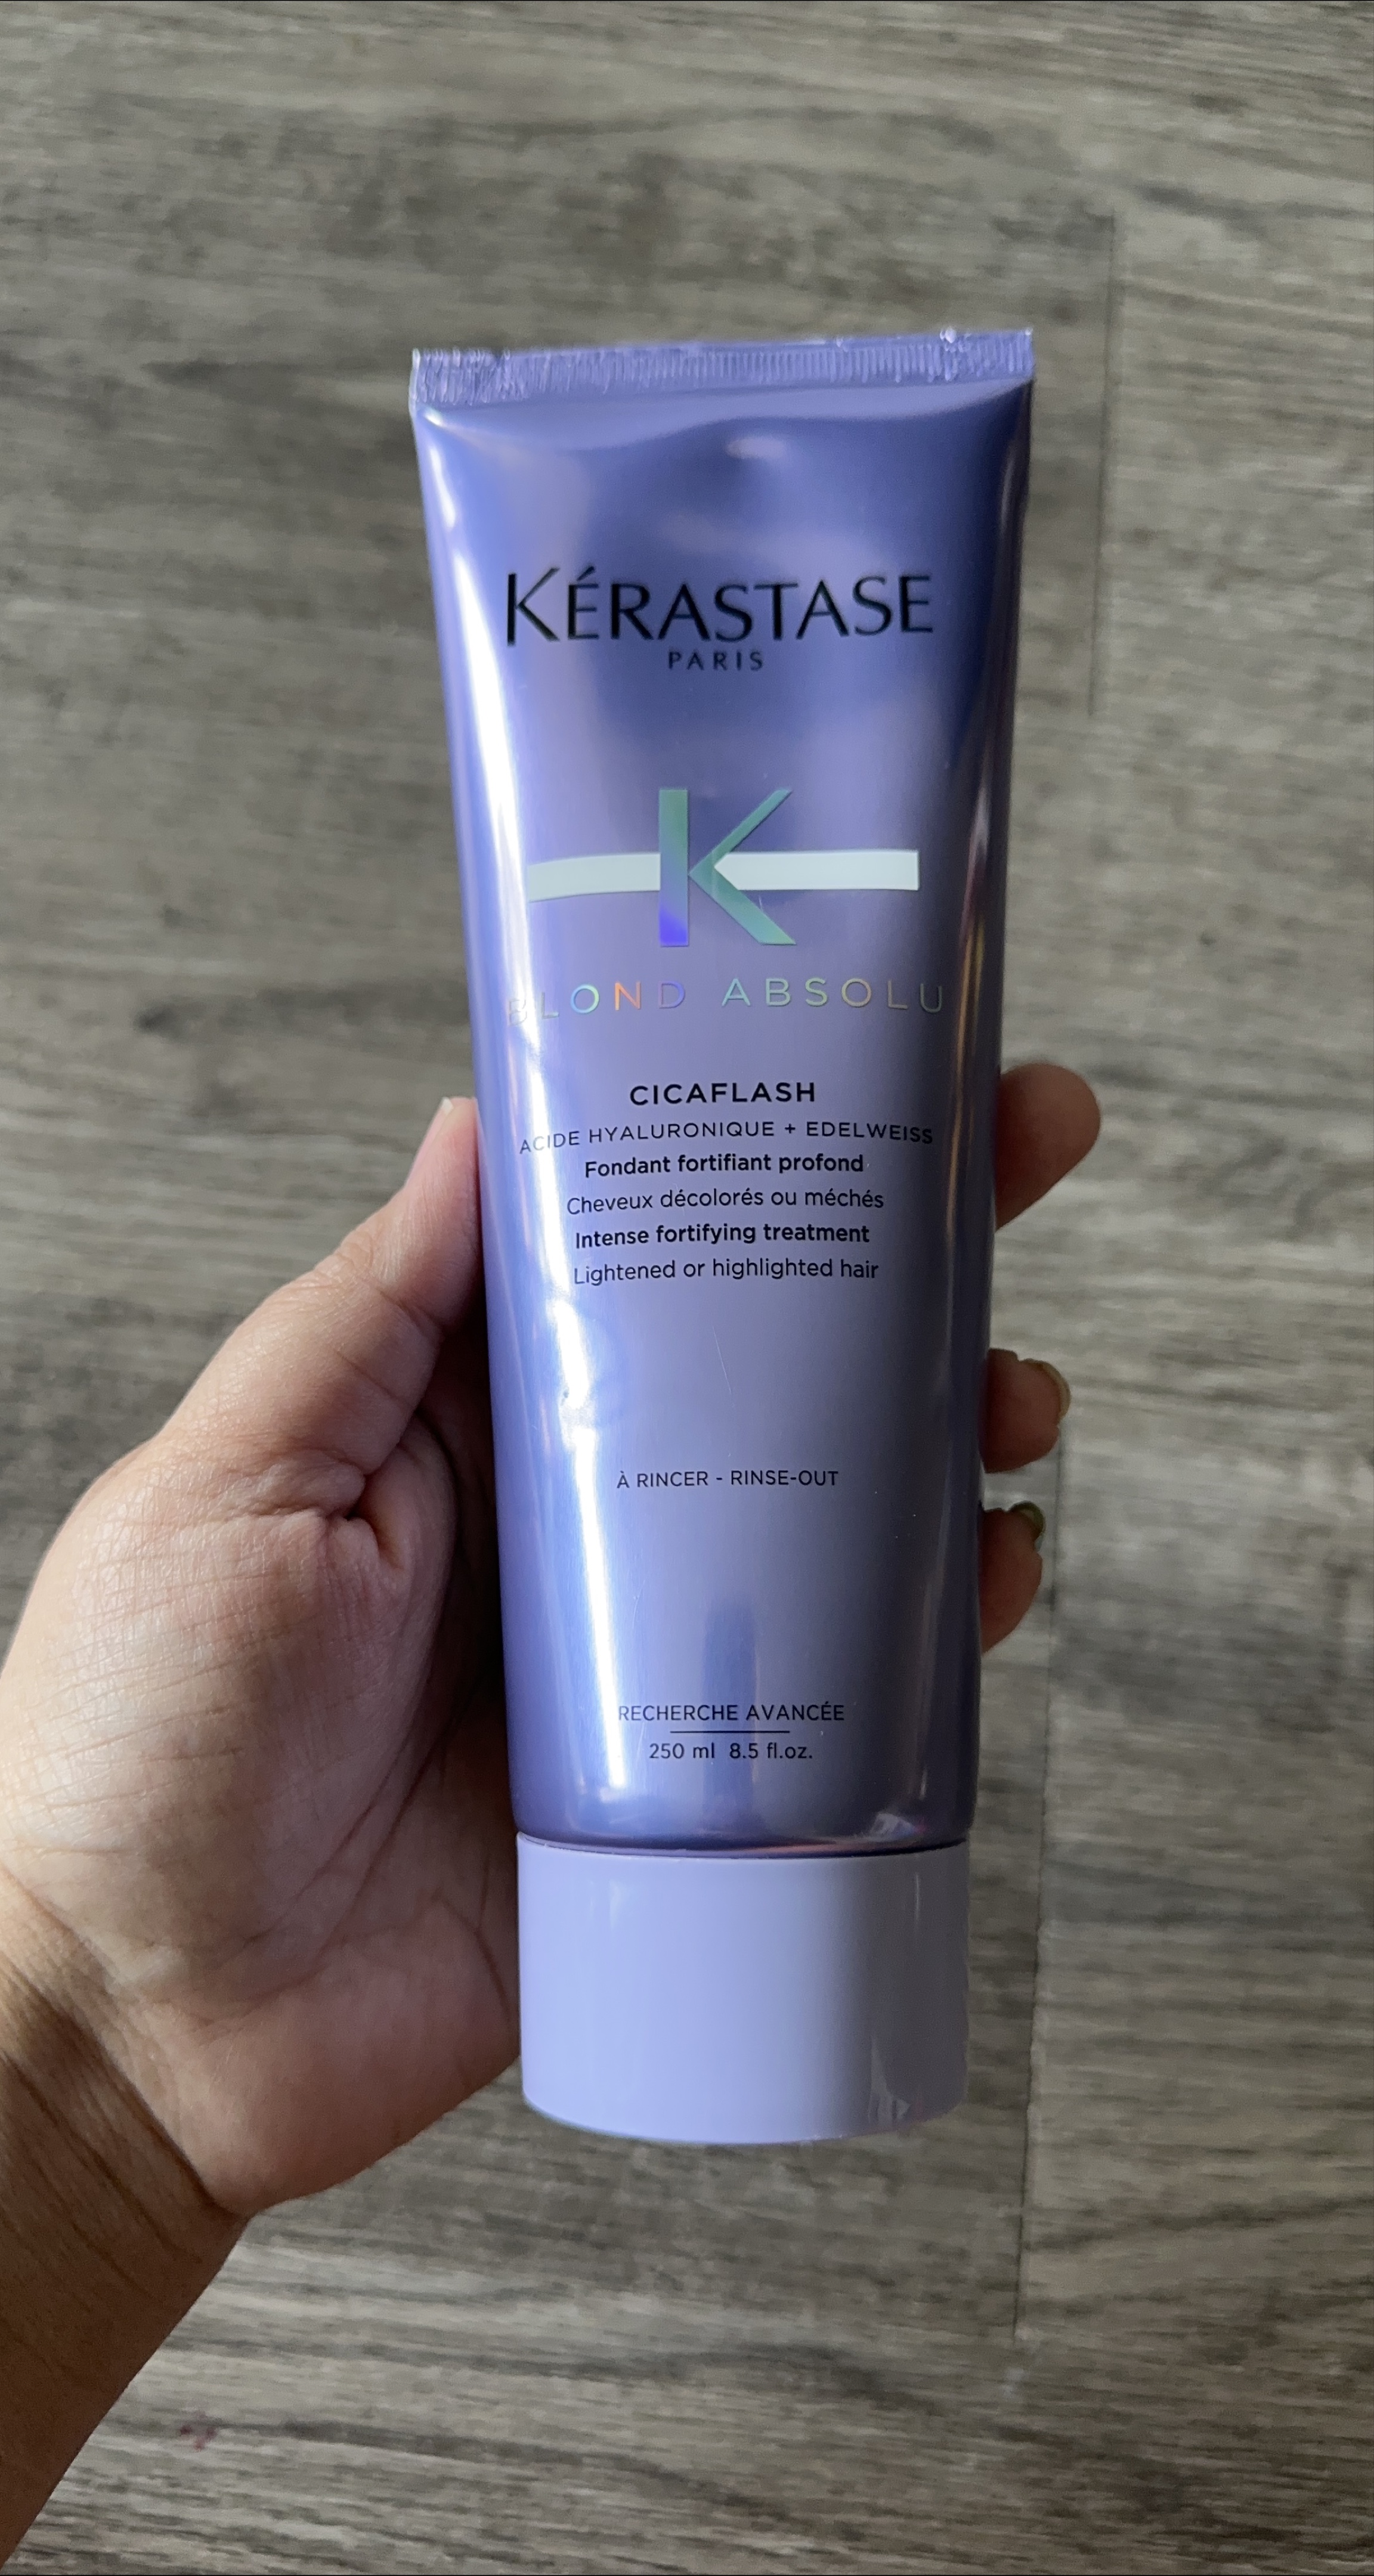 KÉRASTASE
PARIS
K
BLOND ABSOLU
CICAFLASH
ACIDE HYALURONIQUE + EDELWEISS
Fondant fortifiant profond
Cheveux décolorés ou méchés
Intense fortifying treatment
Lightened or highlighted hair
À RINCER - RINSE-OUT
RECHERCHE AVANCÉE
250 ml 8.5 fl.oz.